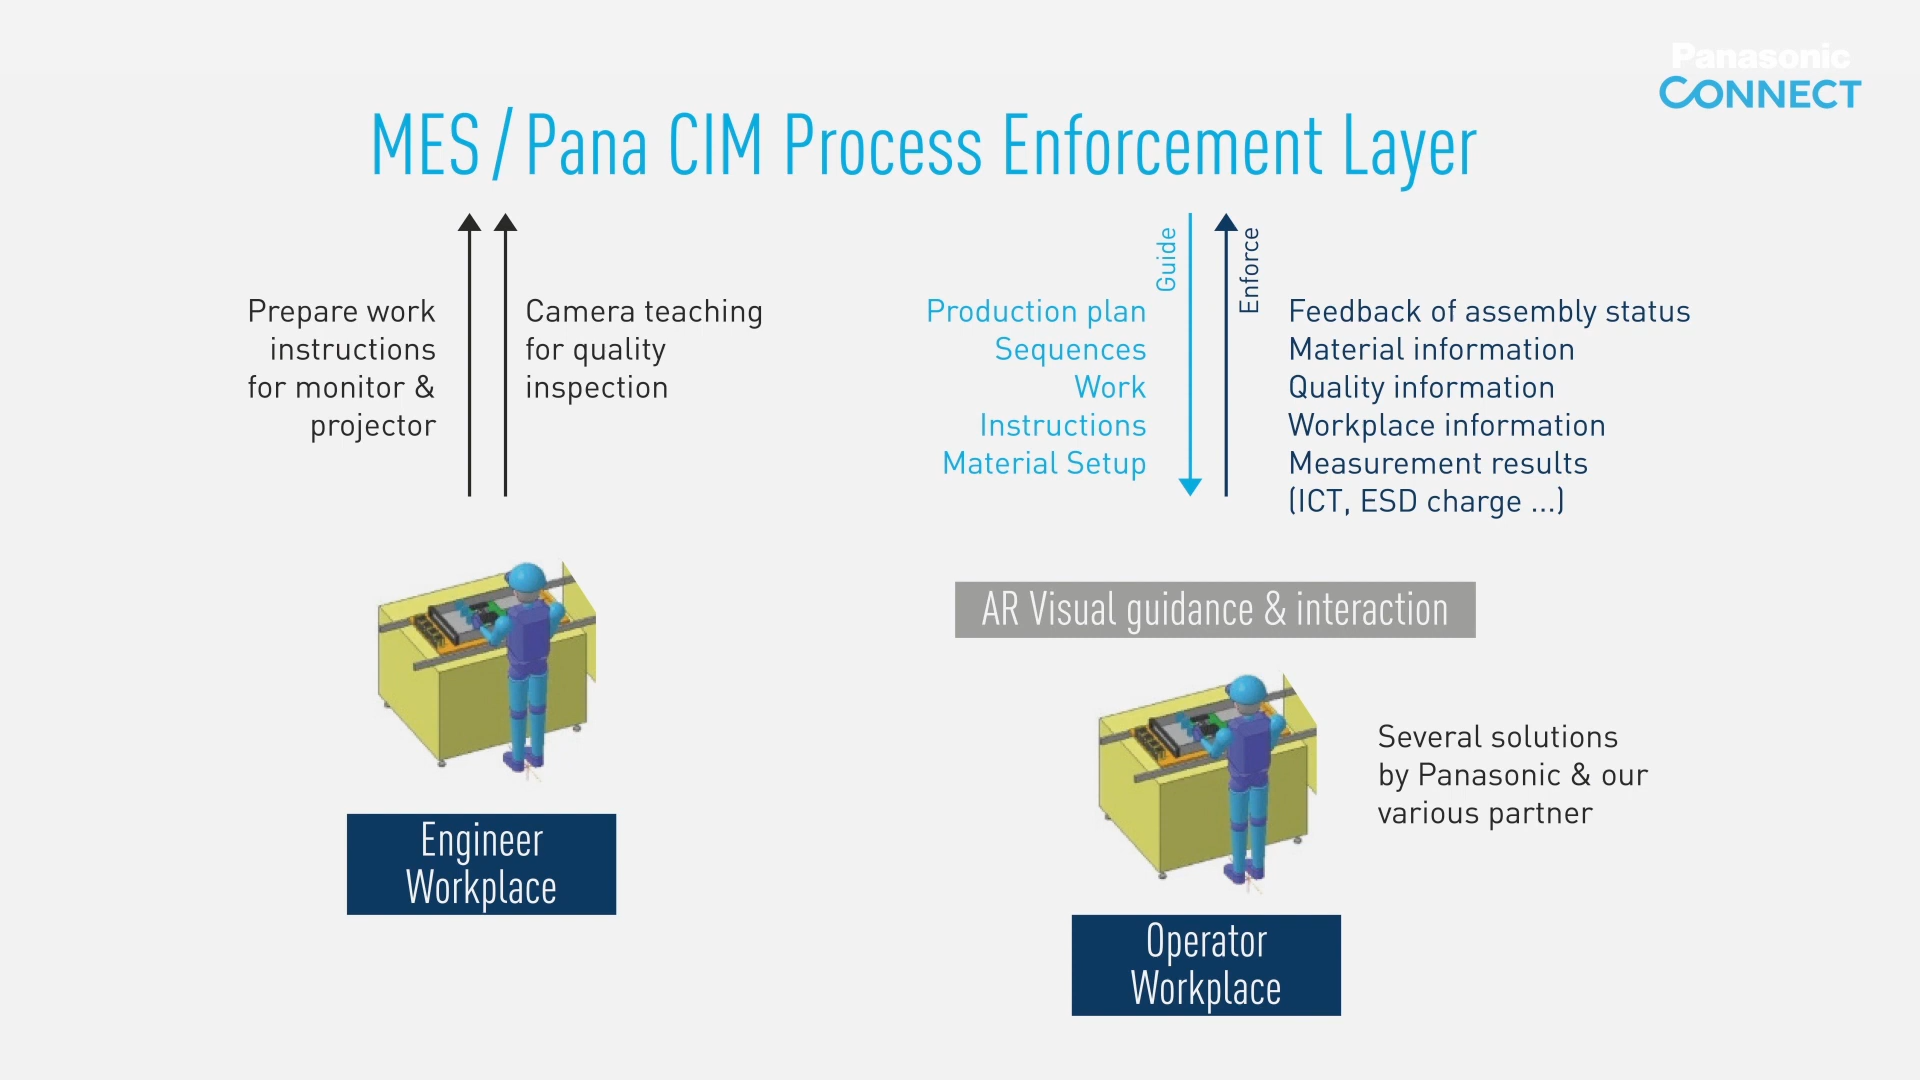 Panasonic
CONNECT
MES / Pana CIM Process Enforcement Layer
Prepare work
instructions
for monitor &
projector
Camera teaching
for quality
inspection
Guide
Production plan
Sequences
Work
Instructions
Material Setup
Enforce
Feedback of assembly status
Material information
Quality information
Workplace information
Measurement results
(ICT, ESD charge ...)
AR Visual guidance & interaction
Several solutions
by Panasonic & our
various partner
Engineer
Workplace
Operator
Workplace